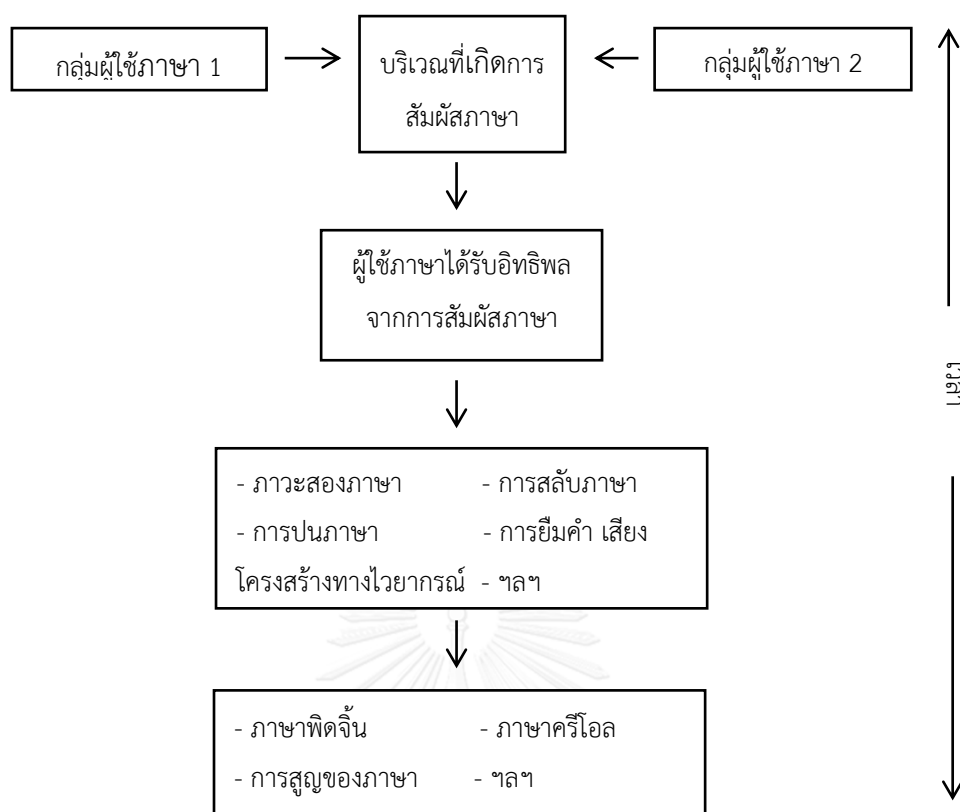 กลุ่มผู้ใช้ภาษา 1
บริเวณที่เกิดการ
สัมผัสภาษา
กลุ่มผู้ใช้ภาษา 2
ผู้ใช้ภาษาได้รับอิทธิพล
จากการสัมผัสภาษา
เวลา
- ภาวะสองภาษา - การสลับภาษา
- การปนภาษา - การยืมคำ เสียง
โครงสร้างทางไวยากรณ์ - ฯลฯ
- ภาษาพิดจิ้น - ภาษาครีโอล
- การสูญของภาษา - ฯลฯ